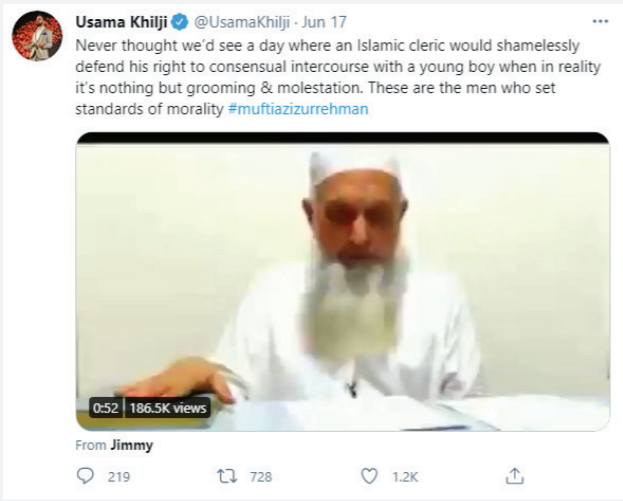 Usama Khilji @UsamaKhilji · Jun 17
Never thought we'd see a day where an Islamic cleric would shamelessly
defend his right to consensual intercourse with a young boy when in reality
it's nothing but grooming & molestation. These are the men who set
standards of morality #muftiazizurrehman
0:52 | 186.5K views
From Jimmy
219 728 1.2K